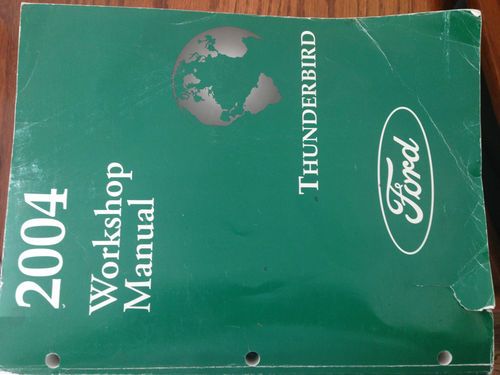 2004
Workshop
Manual
THUNDERBIRD
Ford